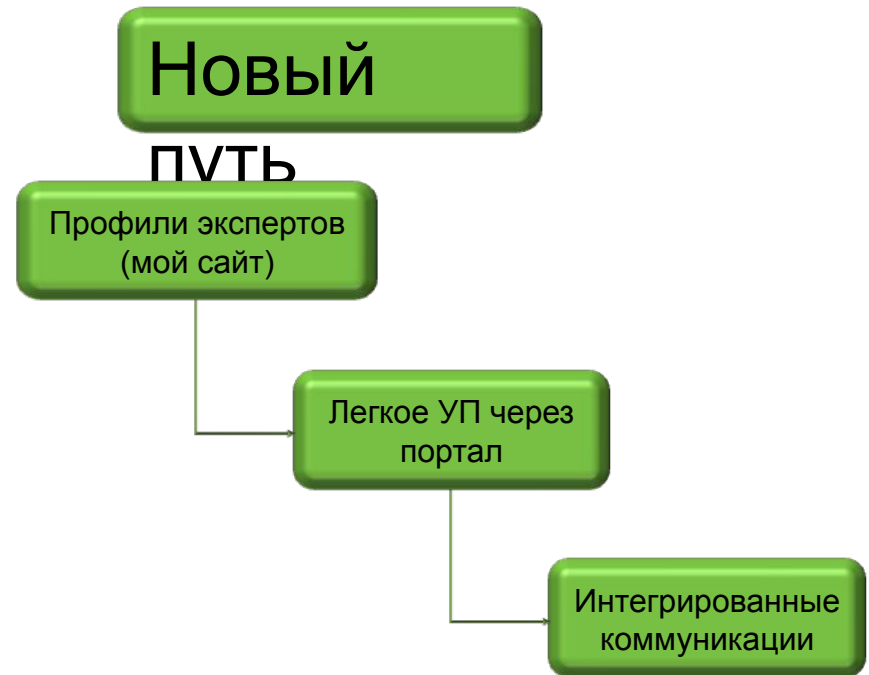 Новый
путь
Профили экспертов
(мой сайт)
Легкое УП через
портал
Интегрированные
коммуникации